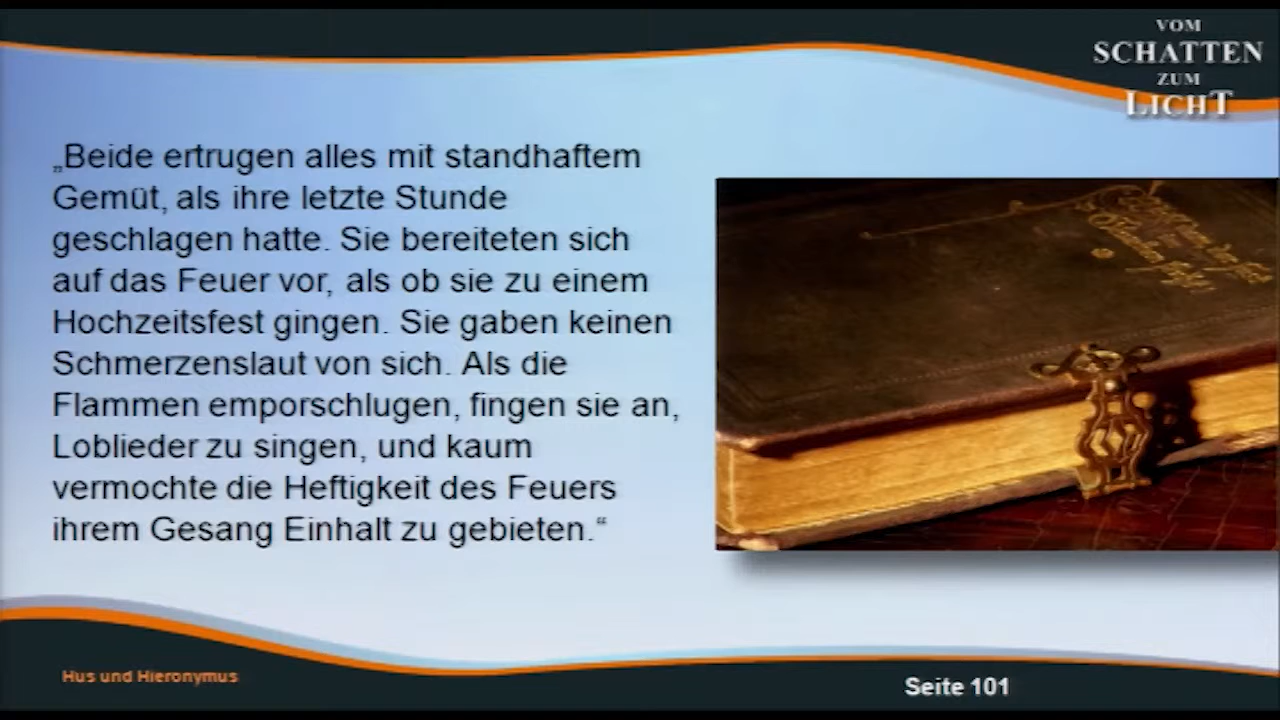 VOM
SCHATTEN
ZUM
LICHT
„Beide ertrugen alles mit standhaftem
Gemüt, als ihre letzte Stunde
geschlagen hatte. Sie bereiteten sich
auf das Feuer vor, als ob sie zu einem
Hochzeitsfest gingen. Sie gaben keinen
Schmerzenslaut von sich. Als die
Flammen emporschlugen, fingen sie an,
Loblieder zu singen, und kaum
vermochte die Heftigkeit des Feuers
ihrem Gesang Einhalt zu gebieten.“
Hus und Hieronymus
Seite 101